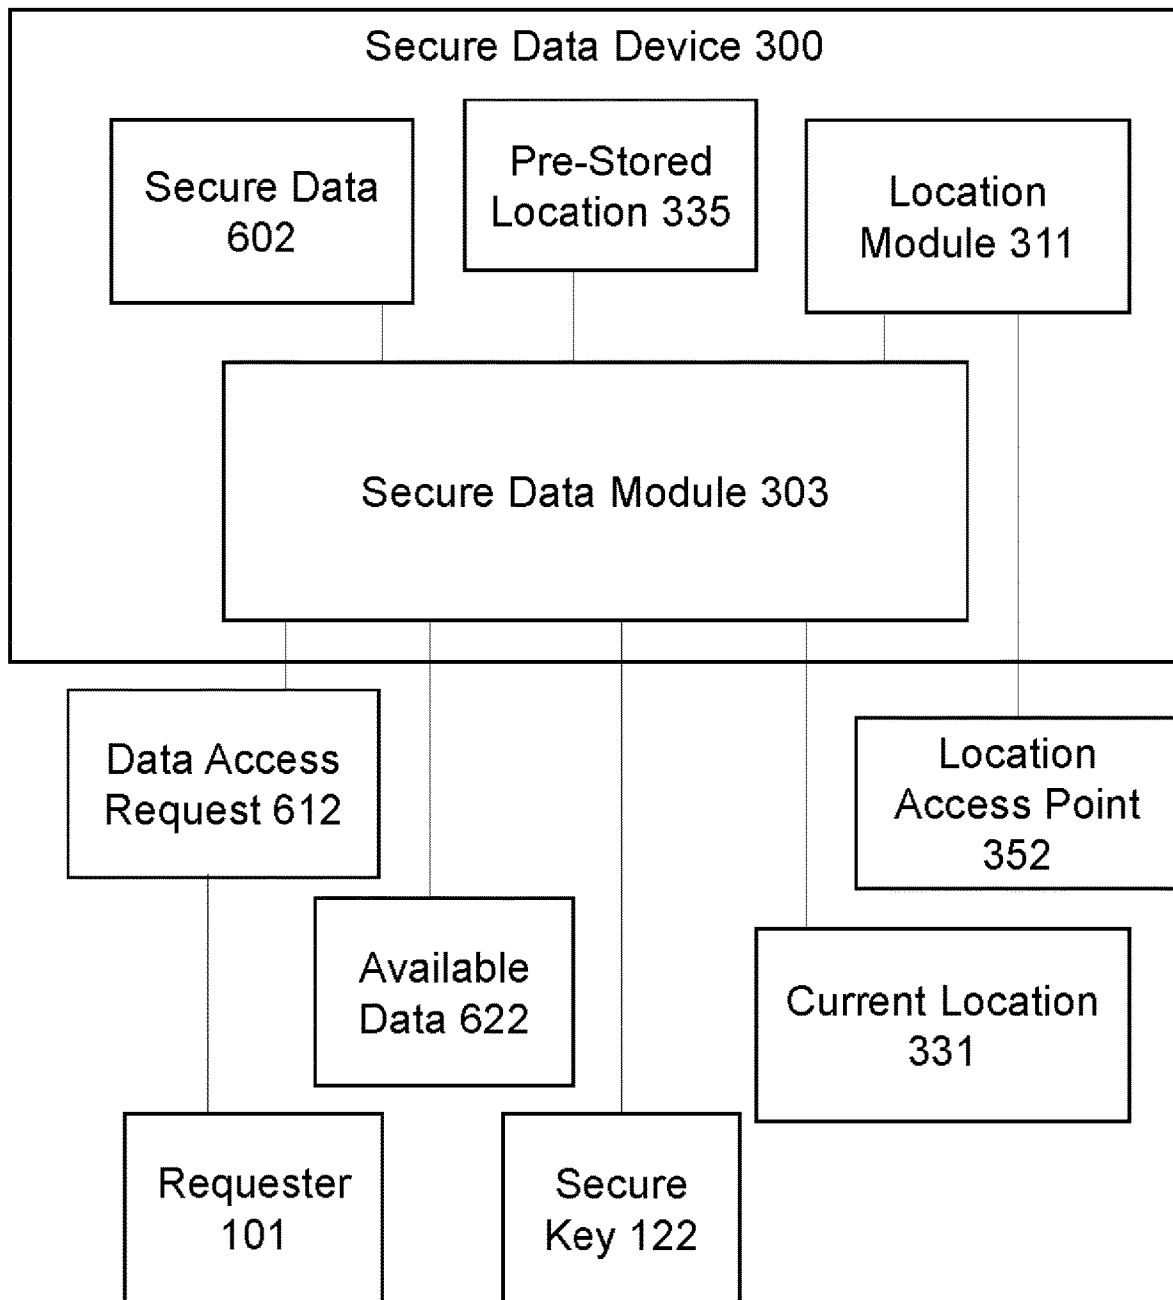 Secure Data Device 300
Secure Data
602
Pre-Stored
Location 335
Location
Module 311
Secure Data Module 303
Data Access
Request 612
Location
Access Point
352
Available
Data 622
Current Location
331
Requester
101
Secure
Key 122